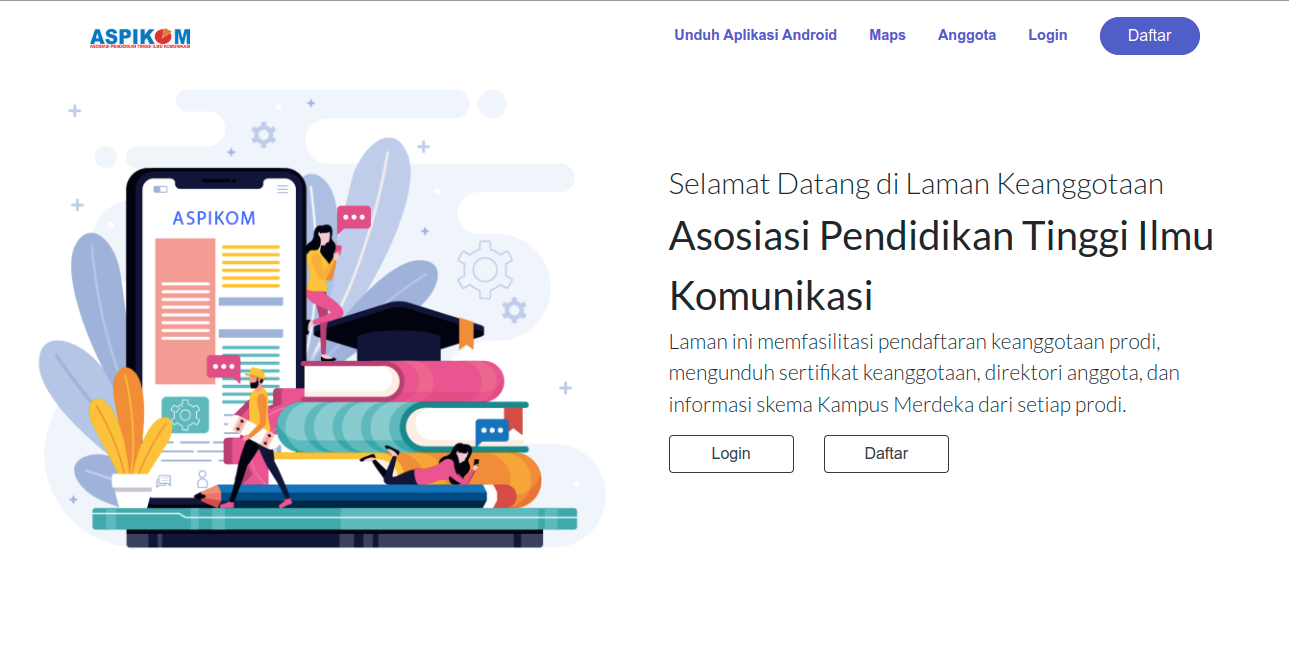 ASPIKOM
ASOSIASI PENDIDIKAN TINGGI ILMU KOMUNIKASI
Unduh Aplikasi Android
Maps
Anggota
Login
Daftar
ASPIKOM
Selamat Datang di Laman Keanggotaan
Asosiasi Pendidikan Tinggi Ilmu
Komunikasi
Laman ini memfasilitasi pendaftaran keanggotaan prodi,
mengunduh sertifikat keanggotaan, direktori anggota, dan
informasi skema Kampus Merdeka dari setiap prodi.
Login
Daftar